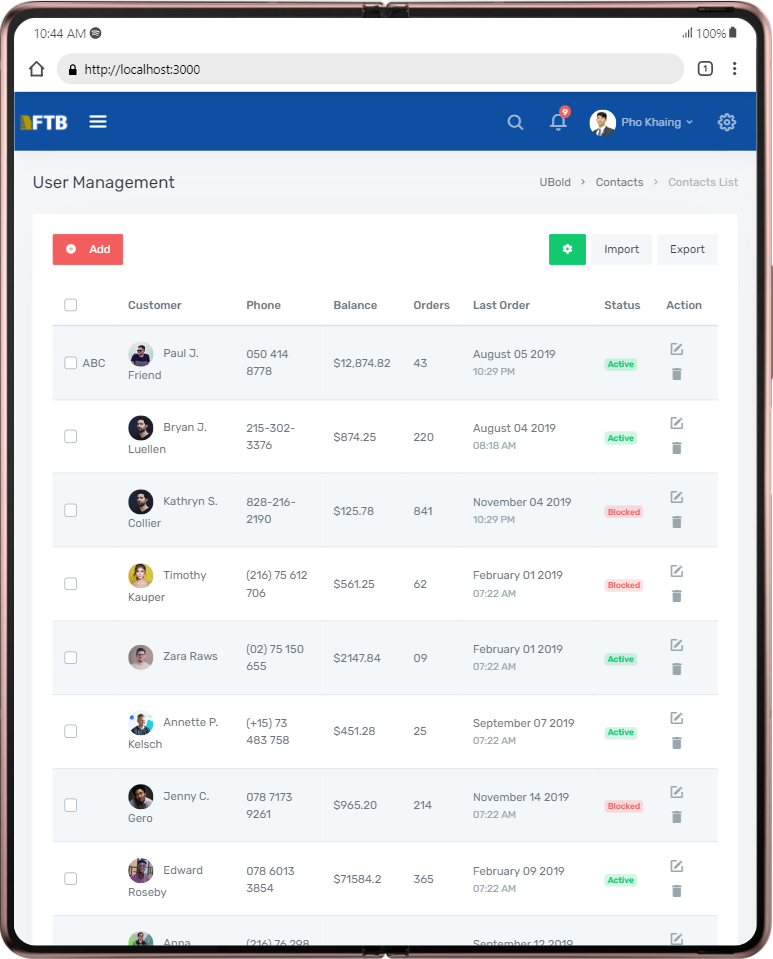 10:44 AM 100%
http://localhost:3000 1
FTB 9 Pho Khaing
User Management UBold > Contacts > Contacts List
Add Import Export
Customer Phone Balance Orders Last Order Status Action
ABC Paul J. Friend 050 414 8778 $12,874.82 43 August 05 2019 10:29 PM Active
Bryan J. Luellen 215-302-3376 $874.25 220 August 04 2019 08:18 AM Active
Kathryn S. Collier 828-216-2190 $125.78 841 November 04 2019 10:29 PM Blocked
Timothy Kauper (216) 75 612 706 $561.25 62 February 01 2019 07:22 AM Blocked
Zara Raws (02) 75 150 655 $2147.84 09 February 01 2019 07:22 AM Active
Annette P. Kelsch (+15) 73 483 758 $451.28 25 September 07 2019 07:22 AM Active
Jenny C. Gero 078 7173 9261 $965.20 214 November 14 2019 07:22 AM Blocked
Edward Roseby 078 6013 3854 $71584.2 365 February 09 2019 07:22 AM Active
Anna (216) 76 298 September 12 2019